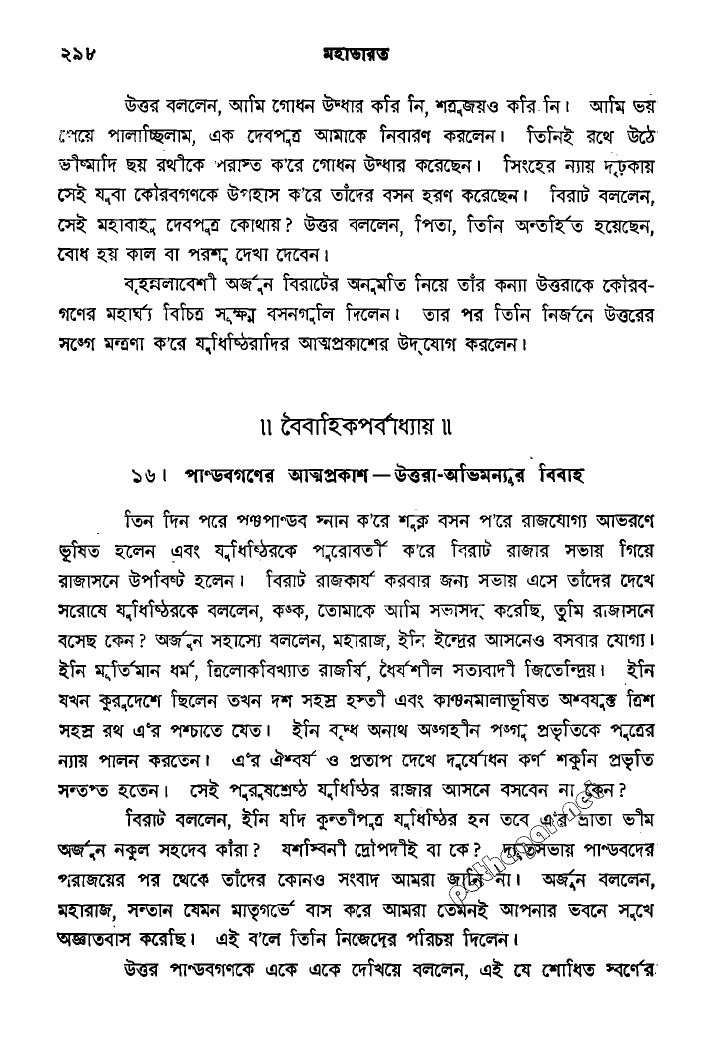 ২৯৮ মহাভারত
উত্তর বললেন, আমি গোধন উদ্ধার করি নি, শত্রুজয়ও করি নি। আমি ভয়
পেয়ে পালাচ্ছিলাম, এক দেবপুত্র আমাকে নিবারণ করলেন। তিনিই রথে উঠে
ভীষ্মাদি ছয় রথীকে পরাস্ত ক'রে গোধন উদ্ধার করেছেন। সিংহের ন্যায় দৃঢ়কায়
সেই যুবা কৌরবগণকে উপহাস ক'রে তাঁদের বসন হরণ করেছেন। বিরাট বললেন,
সেই মহাবাহু দেবপুত্র কোথায়? উত্তর বললেন, পিতা, তিনি অন্তর্হিত হয়েছেন,
বোধ হয় কাল বা পরশু দেখা দেবেন।
বৃহন্নলাবেশী অর্জুন বিরাটের অনুমতি নিয়ে তাঁর কন্যা উত্তরাকে কৌরব-
গণের মহার্ঘ্য বিচিত্র সূক্ষ্ম বসনগুলি দিলেন। তার পর তিনি নির্জনে উত্তরের
সঙ্গে মন্ত্রণা ক'রে যুধিষ্ঠিরাদির আত্মপ্রকাশের উদ্‌যোগ করলেন।
॥ বৈবাহিকপর্বাধ্যায় ॥
১৬। পাণ্ডবগণের আত্মপ্রকাশ — উত্তরা-অভিমন্যুর বিবাহ
তিন দিন পরে পঞ্চপাণ্ডব স্নান ক'রে শুক্ল বসন প'রে রাজযোগ্য আভরণে
ভূষিত হলেন এবং যুধিষ্ঠিরকে পুরোবর্তী ক'রে বিরাট রাজার সভায় গিয়ে
রাজাসনে উপবিষ্ট হলেন। বিরাট রাজকার্য করবার জন্য সভায় এসে তাঁদের দেখে
সরোষে যুধিষ্ঠিরকে বললেন, কঙ্ক, তোমাকে আমি সভাসদ্ করেছি, তুমি রাজাসনে
বসেছ কেন? অর্জুন সহাস্যে বললেন, মহারাজ, ইনি ইন্দ্রের আসনেও বসবার যোগ্য।
ইনি মূর্তিমান ধর্ম, ত্রিলোকবিখ্যাত রাজর্ষি, ধৈর্যশীল সত্যবাদী জিতেন্দ্রিয়। ইনি
যখন কুরুদেশে ছিলেন তখন দশ সহস্র হস্তী এবং কাঞ্চনমালাভূষিত অশ্বযুক্ত ত্রিশ
সহস্র রথ এ'র পশ্চাতে যেত। ইনি বৃদ্ধ অনাথ অঙ্গহীন পঙ্গু প্রভৃতিকে পুত্রের
ন্যায় পালন করতেন। এ'র ঐশ্বর্য ও প্রতাপ দেখে দুর্যোধন কর্ণ শকুনি প্রভৃতি
সন্তপ্ত হতেন। সেই পুরুষশ্রেষ্ঠ যুধিষ্ঠির রাজার আসনে বসবেন না কেন?
বিরাট বললেন, ইনি যদি কুন্তীপুত্র যুধিষ্ঠির হন তবে এ'র ভ্রাতা ভীম
অর্জুন নকুল সহদেব কাঁরা? যশস্বিনী দ্রৌপদীই বা কে? দ্যূতসভায় পাণ্ডবদের
পরাজয়ের পর থেকে তাঁদের কোনও সংবাদ আমরা জানি না। অর্জুন বললেন,
মহারাজ, সন্তান যেমন মাতৃগর্ভে বাস করে আমরা তেমনই আপনার ভবনে সুখে
অজ্ঞাতবাস করেছি। এই ব'লে তিনি নিজেদের পরিচয় দিলেন।
উত্তর পাণ্ডবগণকে একে একে দেখিয়ে বললেন, এই যে শোধিত স্বর্ণের